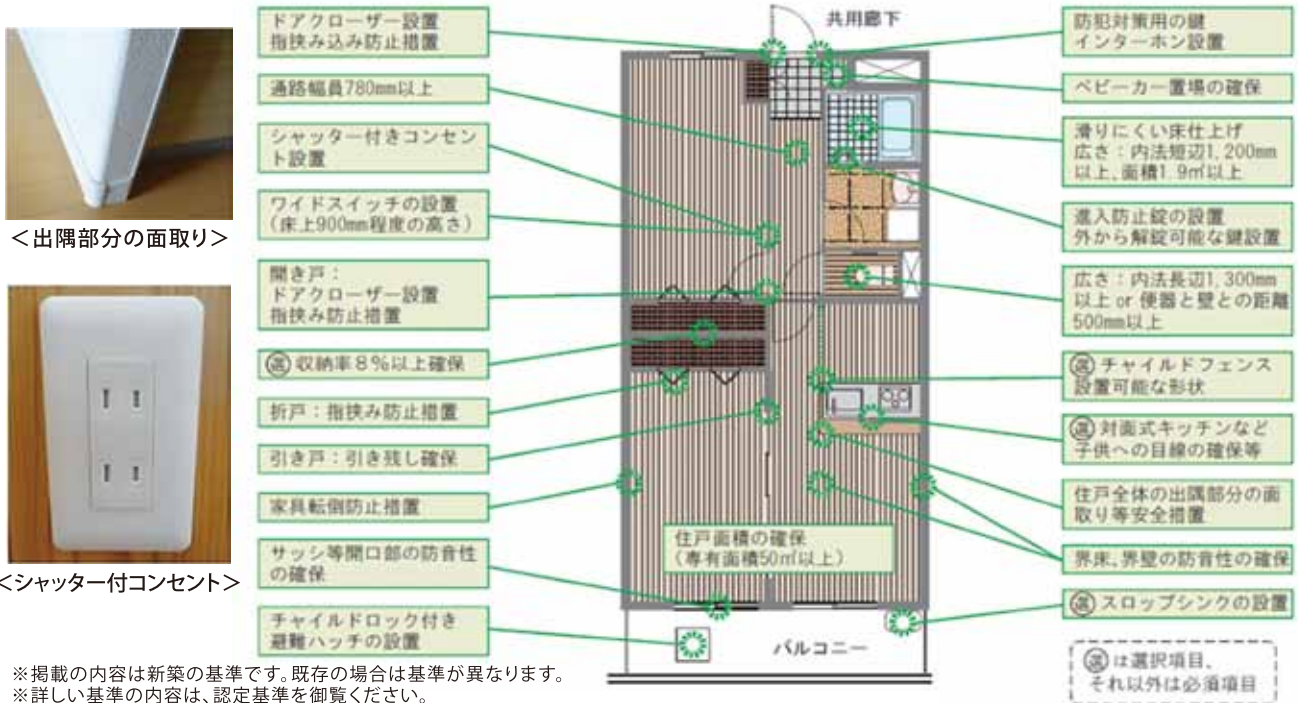 ドアクローザー設置
指挟み込み防止措置
通路幅員780mm以上
シャッター付きコンセン
ト設置
ワイドスイッチの設置
(床上900mm程度の高さ)
開き戸：
ドアクローザー設置
指挟み防止措置
選 収納率8%以上確保
折戸：指挟み防止措置
引き戸：引き残し確保
家具転倒防止措置
サッシ等開口部の防音性
の確保
チャイルドロック付き
避難ハッチの設置
<出隅部分の面取り>
<シャッター付コンセント>
共用廊下
住戸面積の確保
(専有面積50㎡以上)
バルコニー
防犯対策用の鍵
インターホン設置
ベビーカー置場の確保
滑りにくい床仕上げ
広さ：内法短辺1,200mm
以上、面積1.9㎡以上
進入防止錠の設置
外から解錠可能な鍵設置
広さ：内法長辺1,300mm
以上 or 便器と壁との距離
500mm以上
選 チャイルドフェンス
設置可能な形状
選 対面式キッチンなど
子供への目線の確保等
住戸全体の出隅部分の面
取り等安全措置
界床、界壁の防音性の確保
選 スロップシンクの設置
選は選択項目、
それ以外は必須項目
※掲載の内容は新築の基準です。既存の場合は基準が異なります。
※詳しい基準の内容は、認定基準を御覧ください。